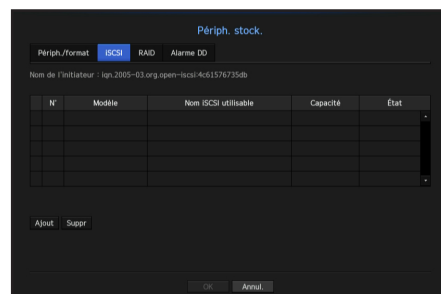 Périph. stock.
Périph./format iSCSI RAID Alarme DD
Nom de l'initiateur : iqn.2005-03.org.open-iscsi:4c61576735db
N° Modèle Nom iSCSI utilisable Capacité État
Ajout Suppr
OK Annul.